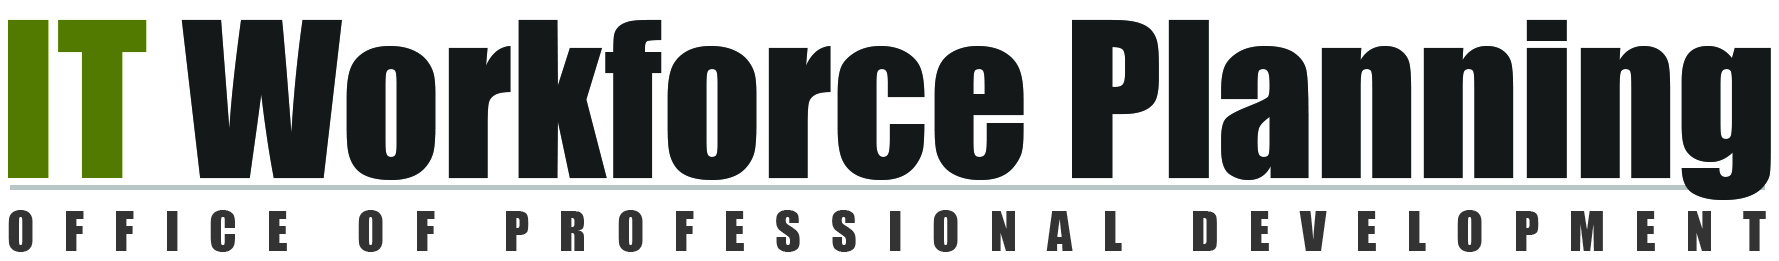 IT Workforce Planning
OFFICE OF PROFESSIONAL DEVELOPMENT